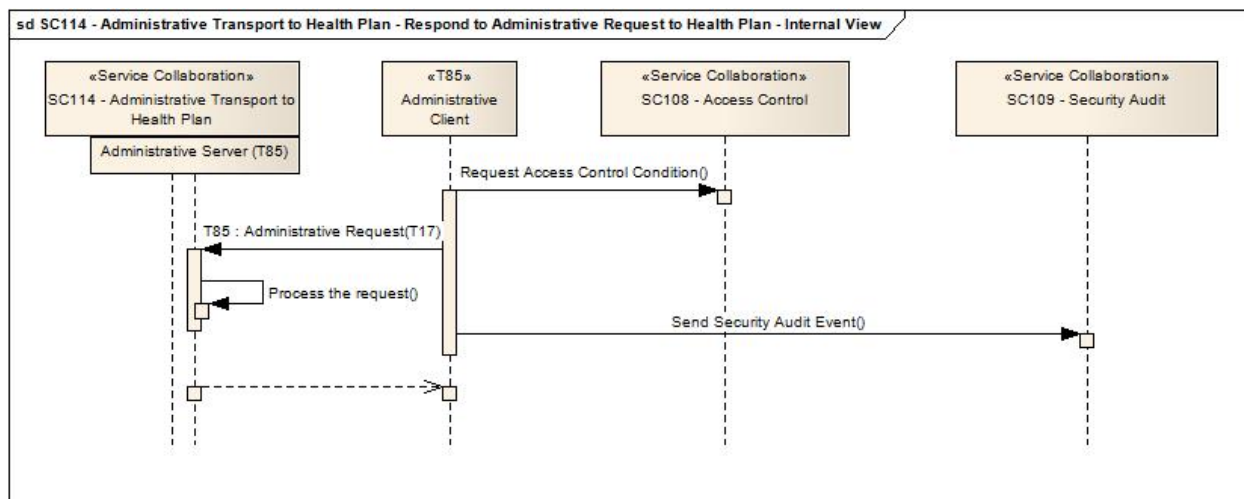 sd SC114 - Administrative Transport to Health Plan - Respond to Administrative Request to Health Plan - Internal View
«Service Collaboration»
SC114 - Administrative Transport to
Health Plan
Administrative Server (T85)
«T85»
Administrative
Client
«Service Collaboration»
SC108 - Access Control
«Service Collaboration»
SC109 - Security Audit
Request Access Control Condition()
T85 : Administrative Request(T17)
Process the request()
Send Security Audit Event()